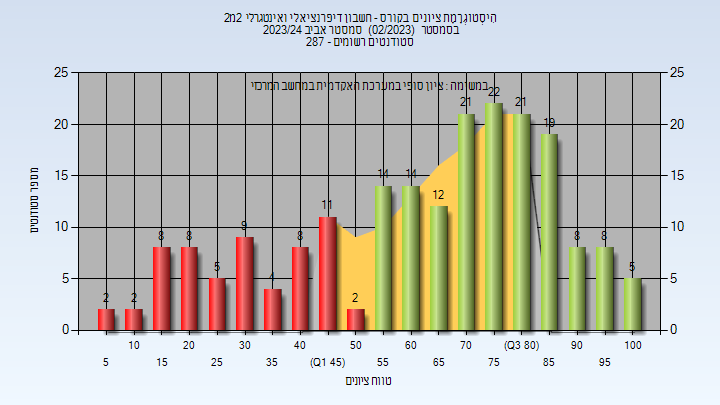 הִיסְטוֹגְרָמַת ציונים בקורס - חשבון דיפרנציאלי ואינטגרלי 2מ2
בסמסטר (02/2023) סמסטר אביב 2023/24
סטודנטים רשומים - 287
במשימה : ציון סופי במערכת האקדמית במחשב המרכזי
מספר סטודנטים
25 25
20 20
15 15
10 10
5 5
0 0
2 2 8 8 5 9 4 8 11 2 14 14 12 21 22 21 19 8 8 5
10 20 30 40 50 60 70 (Q3 80) 90 100
5 15 25 35 (Q1 45) 55 65 75 85 95
טווח ציונים